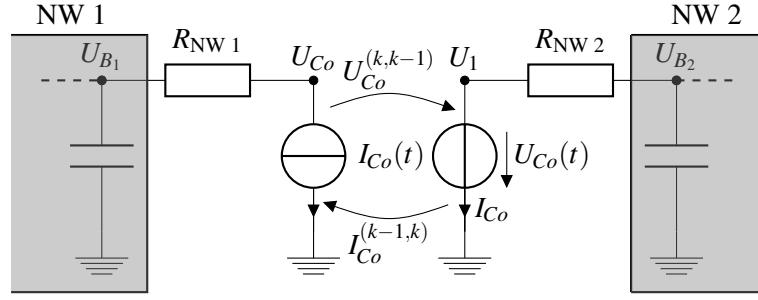 NW 1
NW 2
U_{B_1}
R_{NW 1}
U_{Co}
U_{Co}^{(k,k−1)}
U_1
R_{NW 2}
U_{B_2}
I_{Co}(t)
U_{Co}(t)
I_{Co}
I_{Co}^{(k−1,k)}